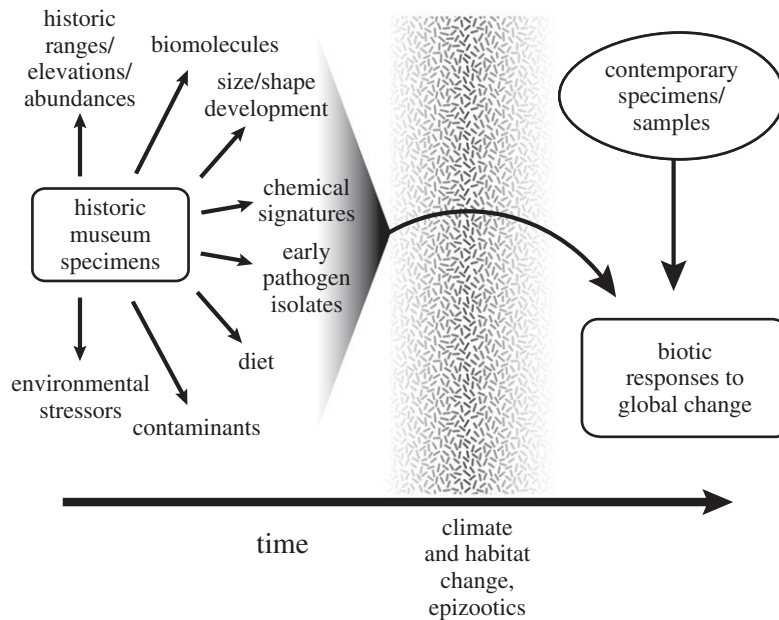 historic
ranges/
elevations/
abundances
biomolecules
size/shape
development
historic
museum
specimens
chemical
signatures
early
pathogen
isolates
diet
environmental
stressors
contaminants
contemporary
specimens/
samples
biotic
responses to
global change
time
climate
and habitat
change,
epizootics